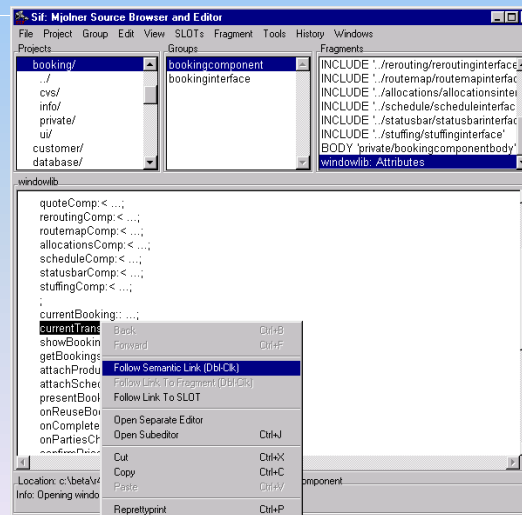 Sif: Mjolner Source Browser and Editor
File Project Group Edit View SLOTs Fragment Tools History Windows
Projects
booking/
../
cvs/
info/
private/
ui/
customer/
database/
Groups
bookingcomponent
bookinginterface
Fragments
INCLUDE '../rerouting/reroutinginterface
INCLUDE '../routemap/routemapinterfac
INCLUDE '../allocations/allocationsinter
INCLUDE '../schedule/scheduleinterfac
INCLUDE '../statusbar/statusbarinterfac
INCLUDE '../stuffing/stuffinginterface'
BODY 'private/bookingcomponentbody'
windowlib: Attributes
windowlib
quoteComp:< ...;
reroutingComp:< ...;
routemapComp:< ...;
allocationsComp:< ...;
scheduleComp:< ...;
statusbarComp:< ...;
stuffingComp:< ...;
;
currentBooking:: ...;
currentTrans
showBookin
getBookings
attachProdu
attachSched
presentBook
onReuseBo
onComplete
onPartiesCh
confirmPric
Back Ctrl+B
Forward Ctrl+F
Follow Semantic Link (Dbl-Clk)
Follow Link To Fragment (Dbl-Clk)
Follow Link To SLOT
Open Separate Editor
Open Subeditor Ctrl+J
Cut Ctrl+X
Copy Ctrl+C
Paste Ctrl+V
Reprettyprint Ctrl+P
Location: c:\beta\r4 mponent
Info: Opening windo